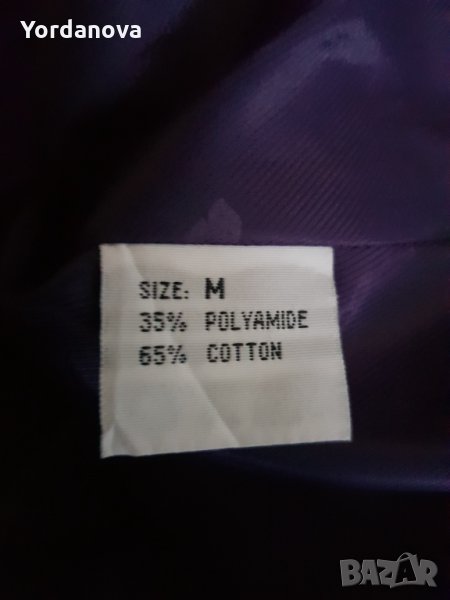 Yordanova
SIZE: M
35% POLYAMIDE
65% COTTON
BAZAR